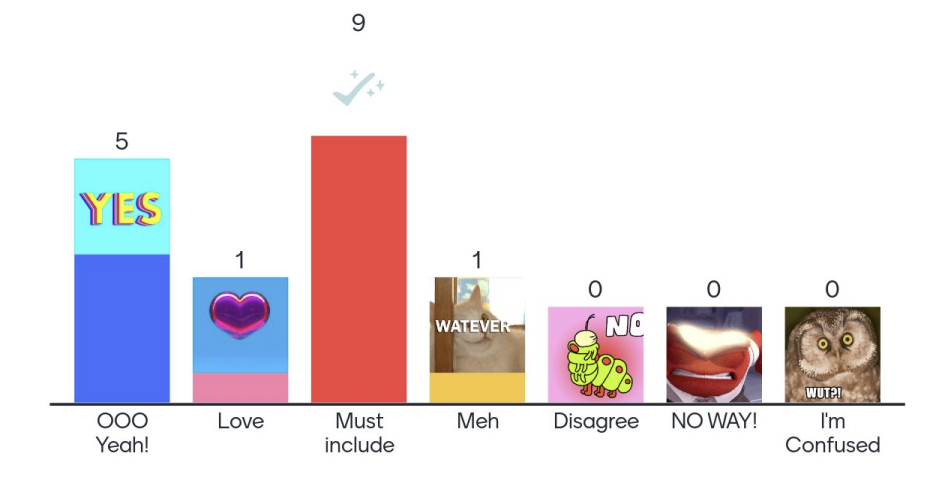 9
5
YES
1
1
WATEVER
0
NO
0
0
WUT?!
OOO
Yeah!
Love
Must
include
Meh
Disagree
NO WAY!
I'm
Confused